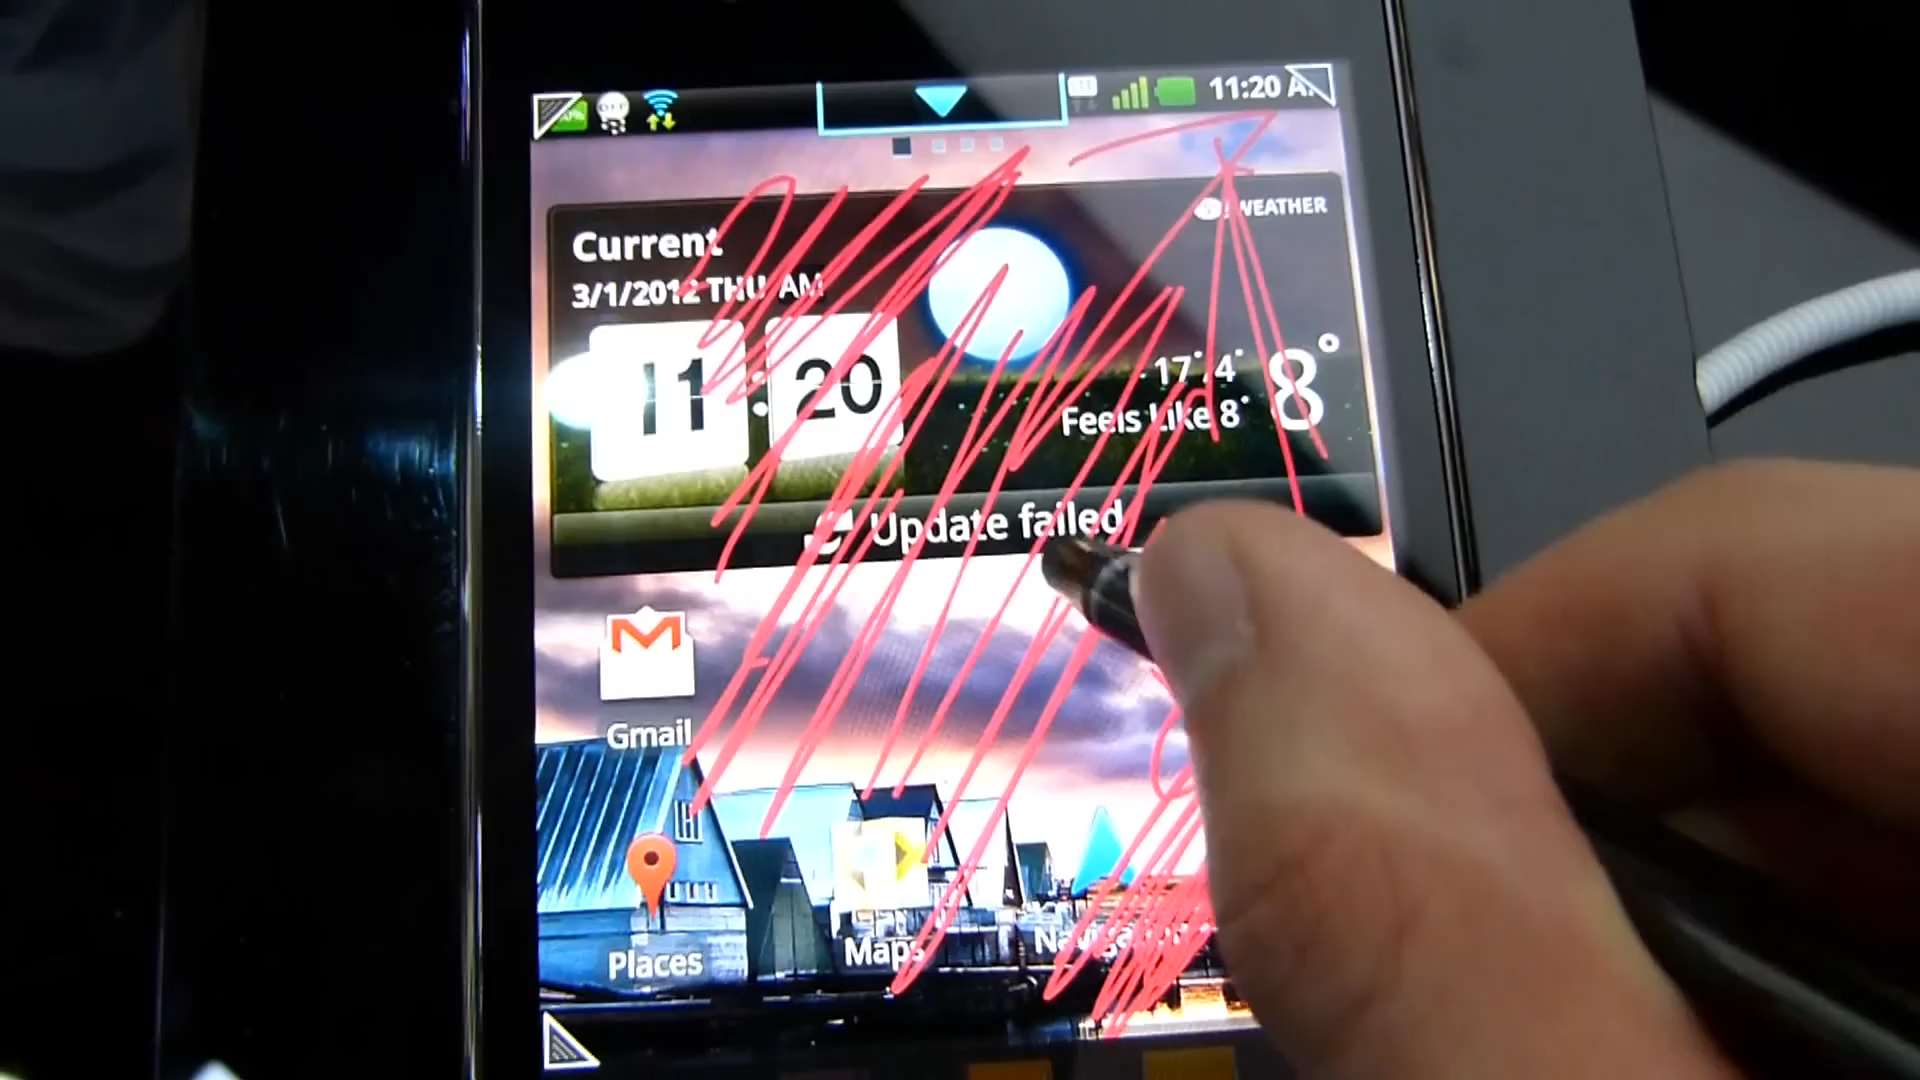 11:20 A
WEATHER
Current
3/1/2012 THU AM
11:20
17° 4°
8°
Feels Like 8°
Update failed
Gmail
Places
Maps